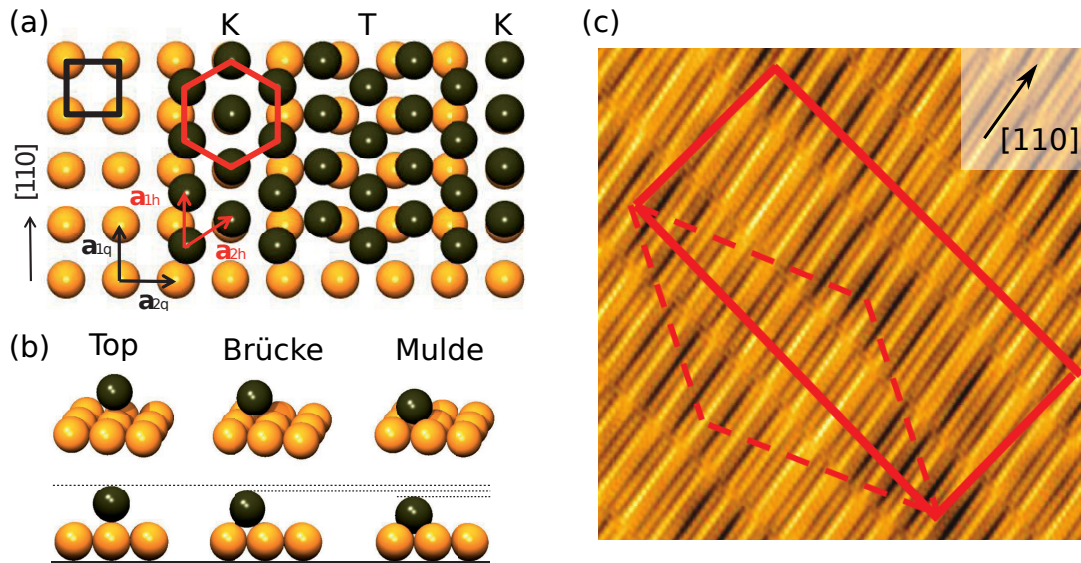 (a)
K T K
[110]
a1h
a2h
a1q
a2q
(b)
Top Brücke Mulde
(c)
[110]